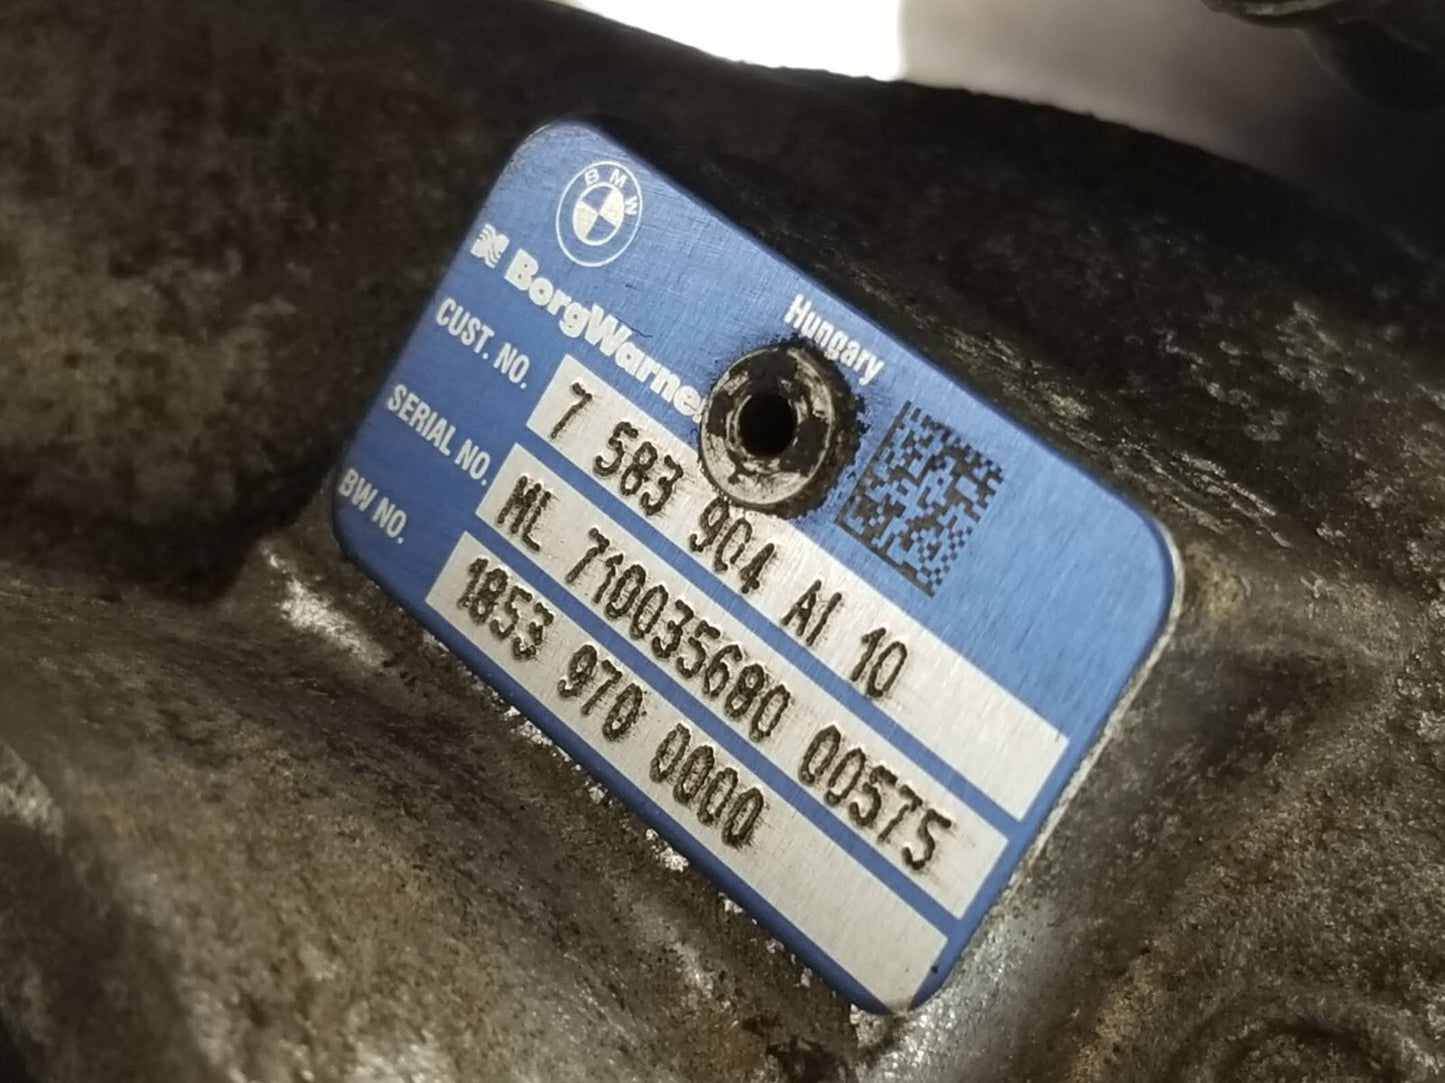 BMW
BorgWarner
Hungary
CUST. NO. 7 583 904 AI 10
SERIAL NO. ML 710035680 00575
BW NO. 1853 970 0000